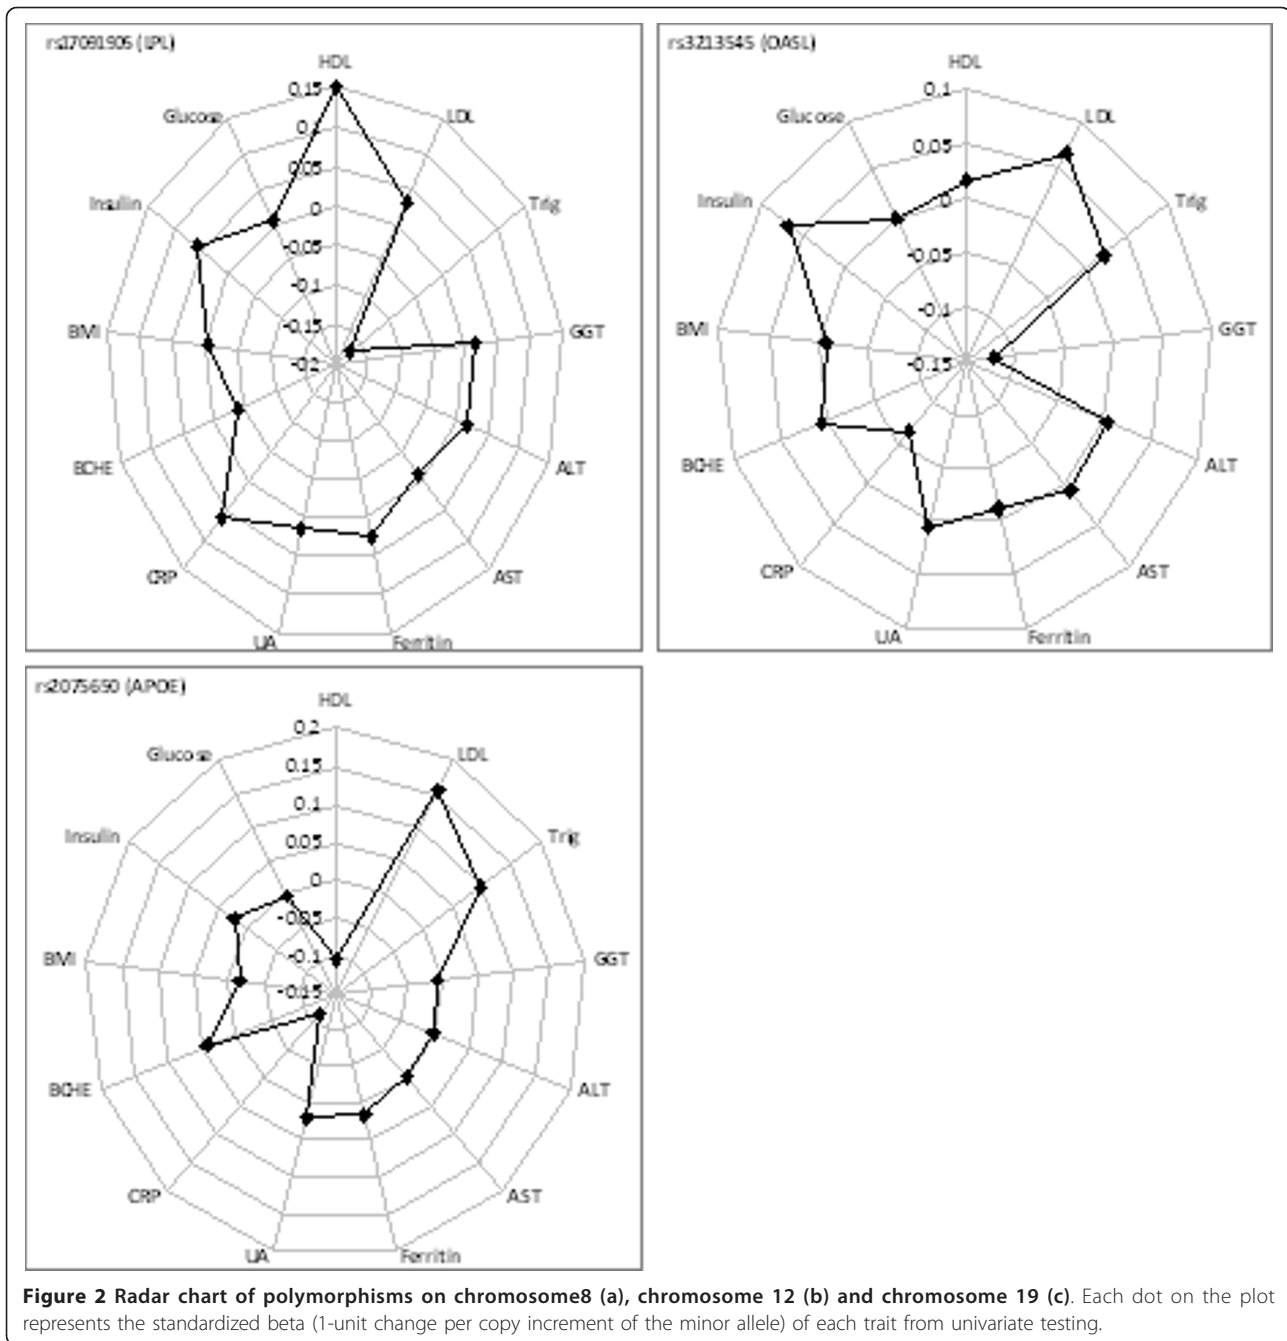 rs17091905 (LPL)
HDL
LDL
Trig
GGT
ALT
AST
Ferritin
UA
CRP
BCHE
BMI
Insulin
Glucose
0,15
0,1
0,05
0
-0,05
-0,1
-0,15
-0,2
rs3213545 (OASL)
HDL
LDL
Trig
GGT
ALT
AST
Ferritin
UA
CRP
BCHE
BMI
Insulin
Glucose
0,1
0,05
0
-0,05
-0,1
-0,15
rs2075650 (APOE)
HDL
LDL
Trig
GGT
ALT
AST
Ferritin
UA
CRP
BCHE
BMI
Insulin
Glucose
0,2
0,15
0,1
0,05
0
-0,05
-0,1
-0,15
Figure 2 Radar chart of polymorphisms on chromosome8 (a), chromosome 12 (b) and chromosome 19 (c). Each dot on the plot
represents the standardized beta (1-unit change per copy increment of the minor allele) of each trait from univariate testing.